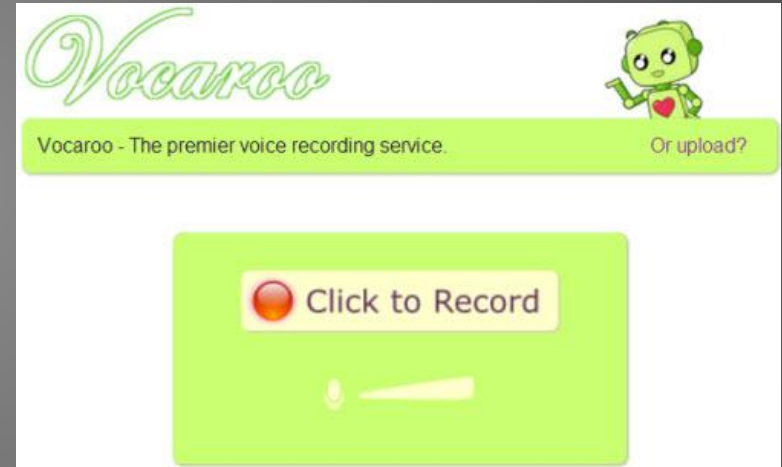 Vocaroo
Vocaroo - The premier voice recording service.
Or upload?
Click to Record